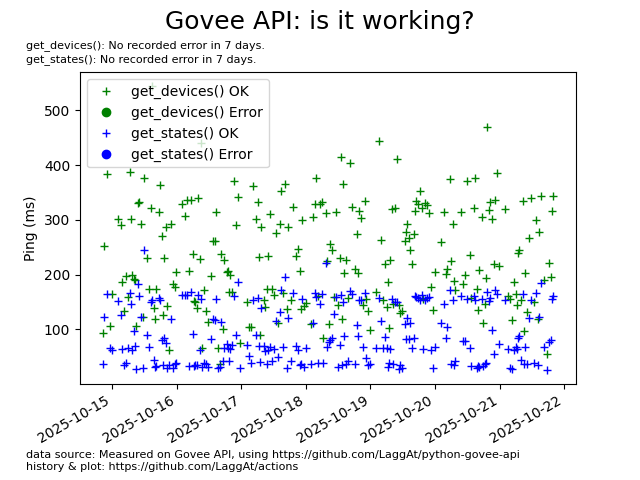 Govee API: is it working?
get_devices(): No recorded error in 7 days.
get_states(): No recorded error in 7 days.
get_devices() OK
get_devices() Error
get_states() OK
get_states() Error
500
400
300
200
100
Ping (ms)
2025-10-15
2025-10-16
2025-10-17
2025-10-18
2025-10-19
2025-10-20
2025-10-21
2025-10-22
data source: Measured on Govee API, using https://github.com/LaggAt/python-govee-api
history & plot: https://github.com/LaggAt/actions